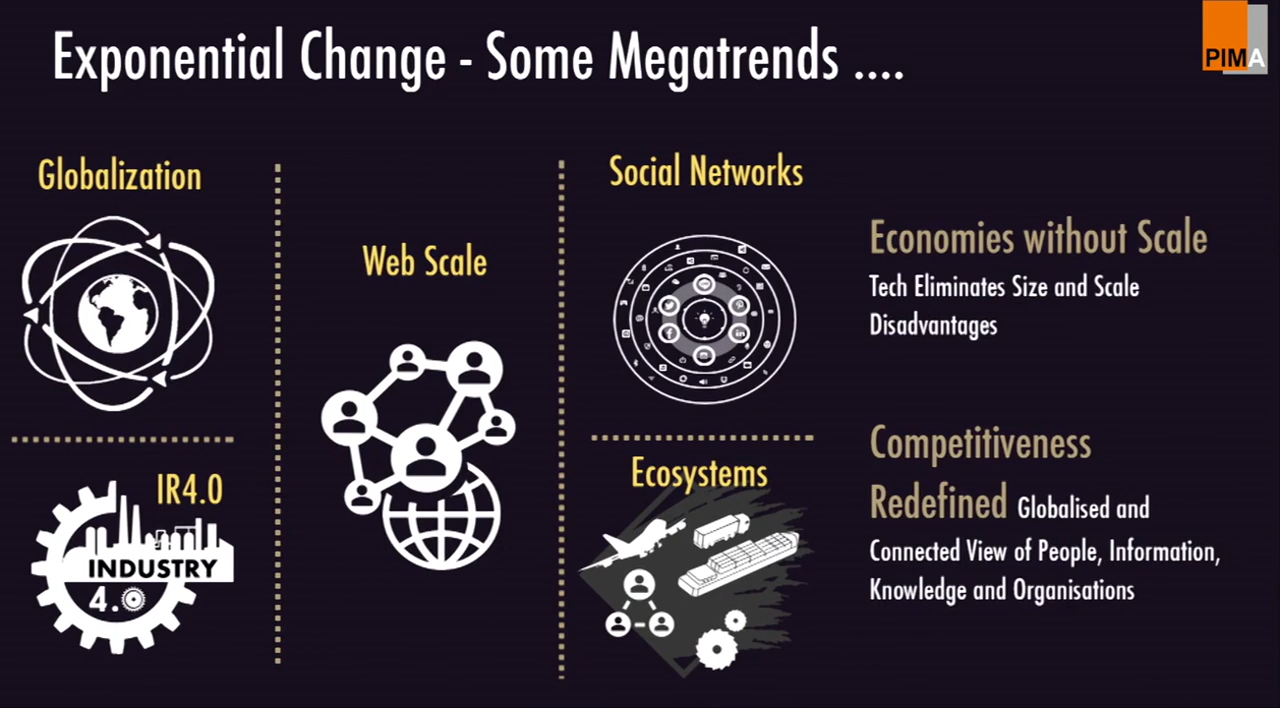 Exponential Change - Some Megatrends ....
PIMA
Globalization
IR4.0
INDUSTRY
4.0
Web Scale
Social Networks
Ecosystems
Economies without Scale
Tech Eliminates Size and Scale
Disadvantages
Competitiveness
Redefined Globalised and
Connected View of People, Information,
Knowledge and Organisations